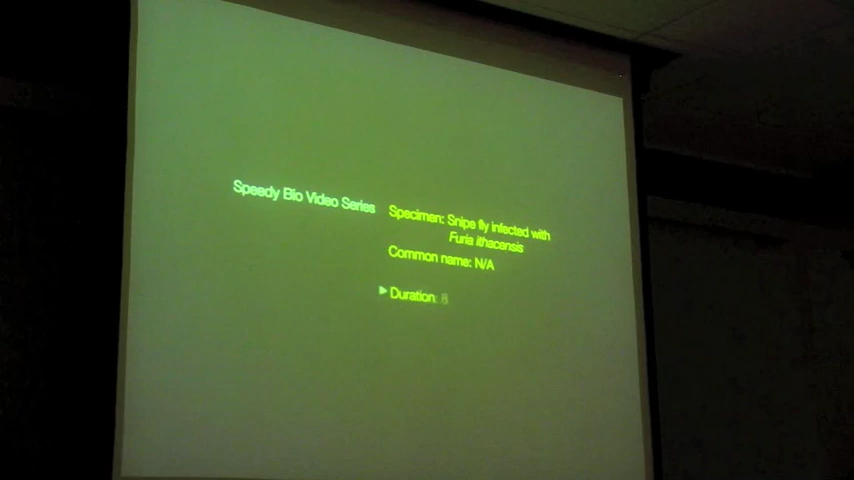 Speedy Bio Video Series
Specimen: Snipe fly infected with
Furia ithacensis
Common name: N/A
Duration: